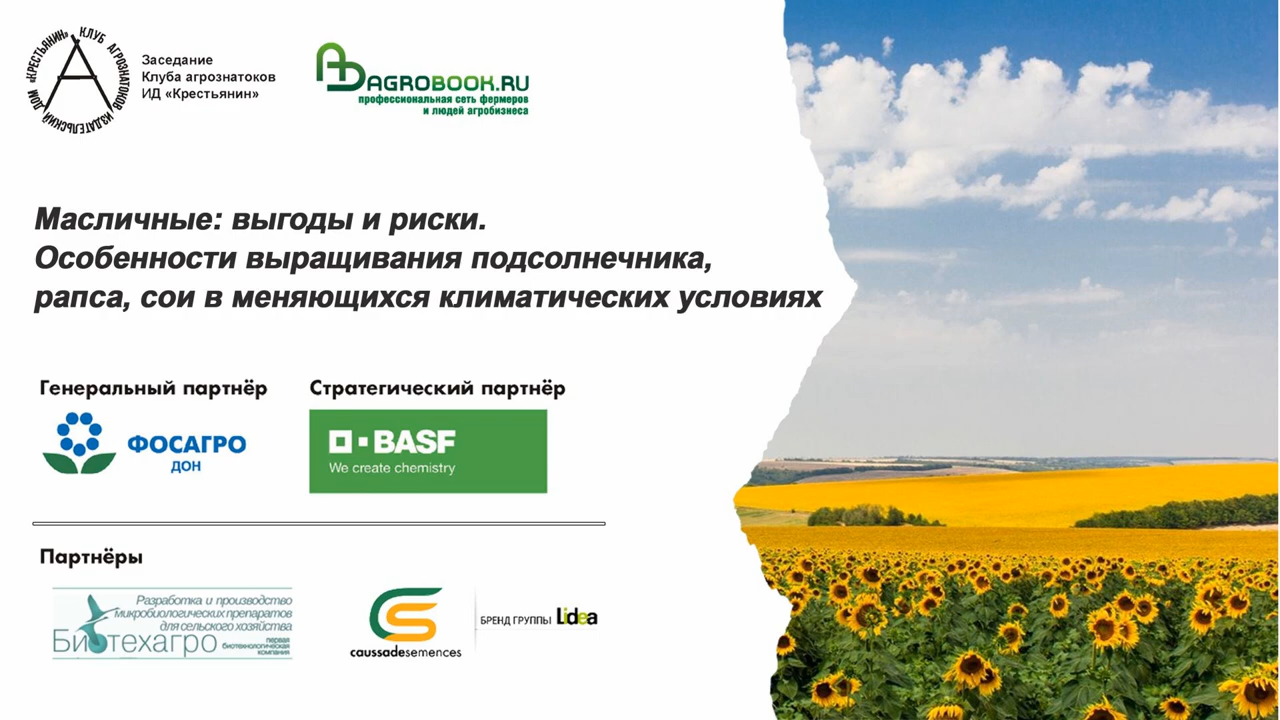 «КРЕСТЬЯНИН» КЛУБ АГРОЗНАТОКОВ ИЗДАТЕЛЬСКИЙ ДОМ
Заседание
Клуба агрознатоков
ИД «Крестьянин»
AGROBOOK.RU
профессиональная сеть фермеров
и людей агробизнеса
Масличные: выгоды и риски.
Особенности выращивания подсолнечника,
рапса, сои в меняющихся климатических условиях
Генеральный партнёр
Стратегический партнёр
ФОСАГРО
ДОН
BASF
We create chemistry
Партнёры
Разработка и производство
микробиологических препаратов
для сельского хозяйства
Биотехагро
первая
биотехнологическая
компания
caussadesemences
БРЕНД ГРУППЫ Lidea